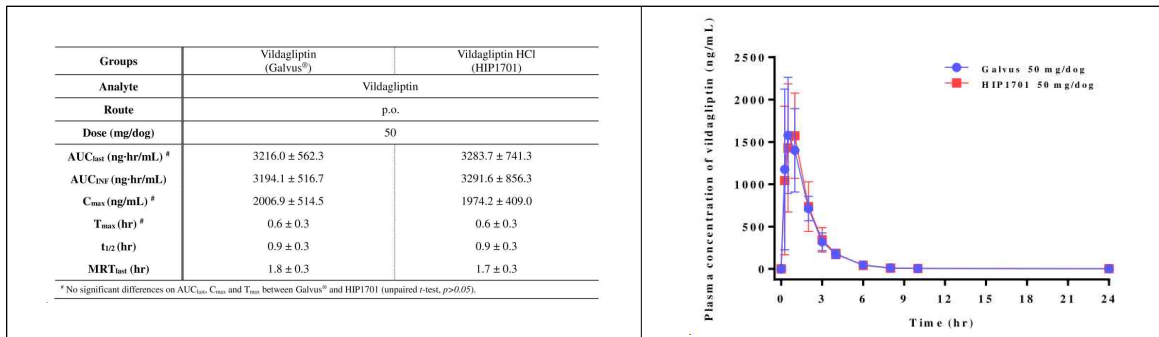 Groups Vildagliptin (Galvus®) Vildagliptin HCl (HIP1701)
Analyte Vildagliptin
Route p.o.
Dose (mg/dog) 50
AUClast (ng·hr/mL) # 3216.0 ± 562.3 3283.7 ± 741.3
AUCINF (ng·hr/mL) 3194.1 ± 516.7 3291.6 ± 856.3
Cmax (ng/mL) # 2006.9 ± 514.5 1974.2 ± 409.0
Tmax (hr) # 0.6 ± 0.3 0.6 ± 0.3
t1/2 (hr) 0.9 ± 0.3 0.9 ± 0.3
MRTlast (hr) 1.8 ± 0.3 1.7 ± 0.3
# No significant differences on AUClast, Cmax and Tmax between Galvus® and HIP1701 (unpaired t-test, p>0.05).
Plasma concentration of vildagliptin (ng/mL)
2500
2000
1500
1000
500
0
Galvus 50 mg/dog
HIP1701 50 mg/dog
0 3 6 9 12 15 18 21 24
Time (hr)